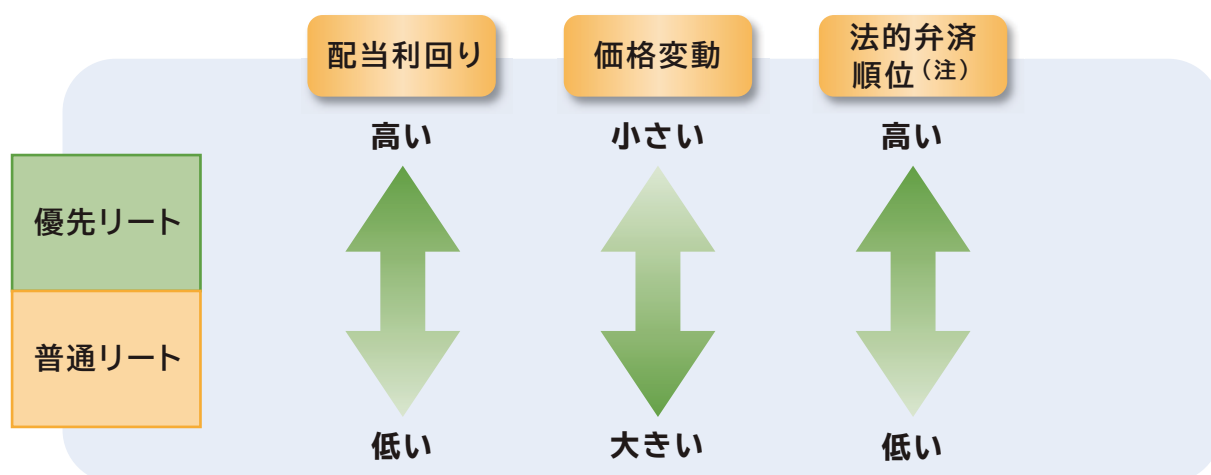 配当利回り
価格変動
法的弁済
順位(注)
高い
小さい
高い
優先リート
普通リート
低い
大きい
低い